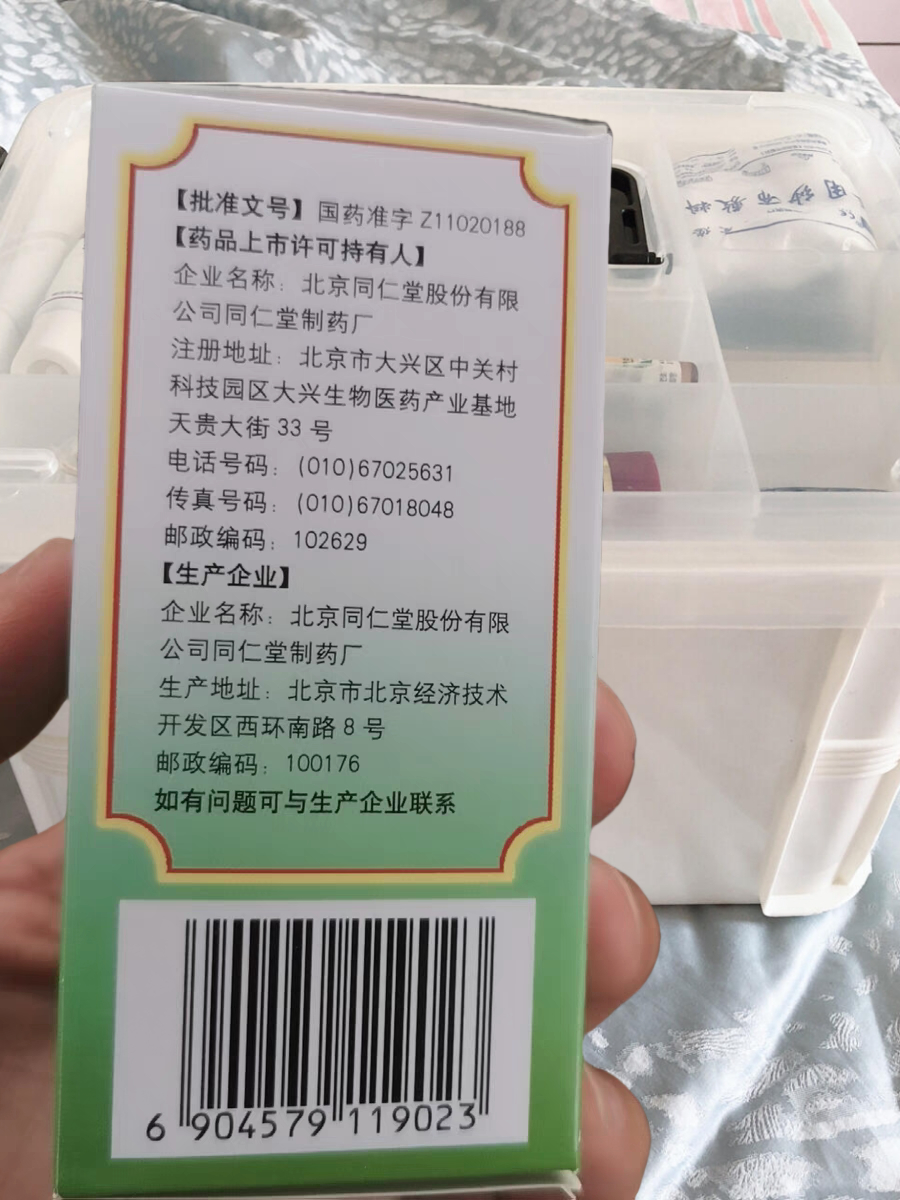 【批准文号】国药准字 Z11020188
【药品上市许可持有人】
企业名称：北京同仁堂股份有限
公司同仁堂制药厂
注册地址：北京市大兴区中关村
科技园区大兴生物医药产业基地
天贵大街 33 号
电话号码：(010)67025631
传真号码：(010)67018048
邮政编码：102629
【生产企业】
企业名称：北京同仁堂股份有限
公司同仁堂制药厂
生产地址：北京市北京经济技术
开发区西环南路 8 号
邮政编码：100176
如有问题可与生产企业联系
6 904579 119023
用纱布敷料